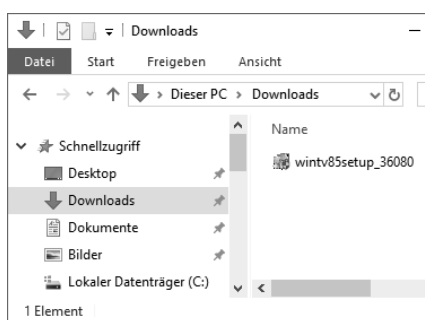 Downloads
Datei Start Freigeben Ansicht
Dieser PC > Downloads
Name
Schnellzugriff
wintv85setup_36080
Desktop
Downloads
Dokumente
Bilder
Lokaler Datenträger (C:)
1 Element